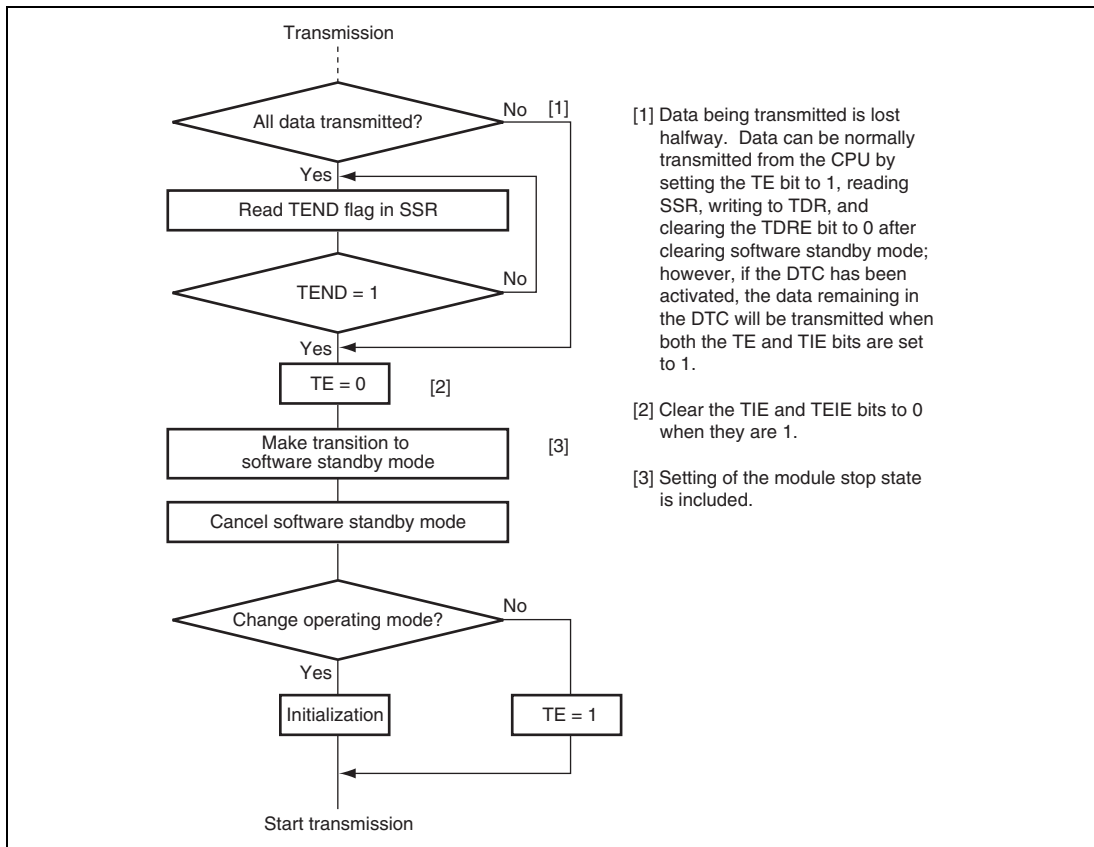 Transmission
All data transmitted?
No
[1]
Yes
Read TEND flag in SSR
TEND = 1
No
Yes
TE = 0
[2]
Make transition to
software standby mode
[3]
Cancel software standby mode
Change operating mode?
No
Yes
Initialization
TE = 1
Start transmission
[1] Data being transmitted is lost
halfway. Data can be normally
transmitted from the CPU by
setting the TE bit to 1, reading
SSR, writing to TDR, and
clearing the TDRE bit to 0 after
clearing software standby mode;
however, if the DTC has been
activated, the data remaining in
the DTC will be transmitted when
both the TE and TIE bits are set
to 1.
[2] Clear the TIE and TEIE bits to 0
when they are 1.
[3] Setting of the module stop state
is included.